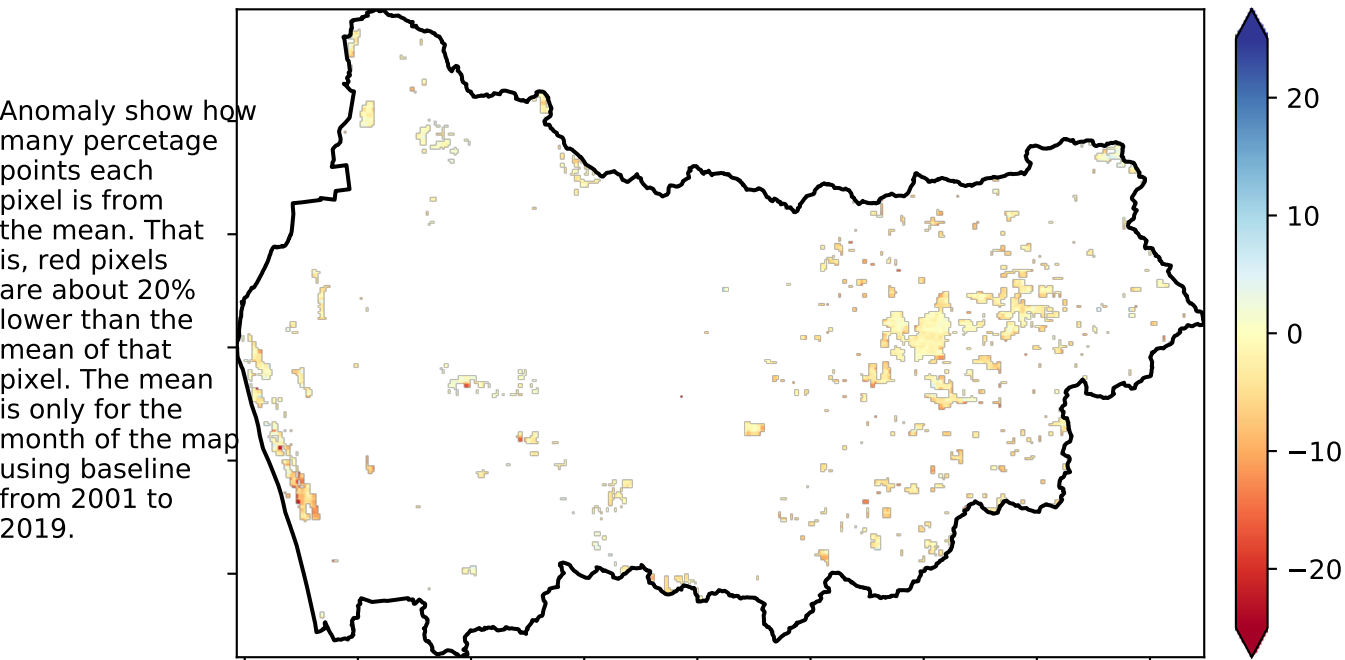 Anomaly show how
many percetage
points each
pixel is from
the mean. That
is, red pixels
are about 20%
lower than the
mean of that
pixel. The mean
is only for the
month of the map
using baseline
from 2001 to
2019.
20
10
0
−10
−20